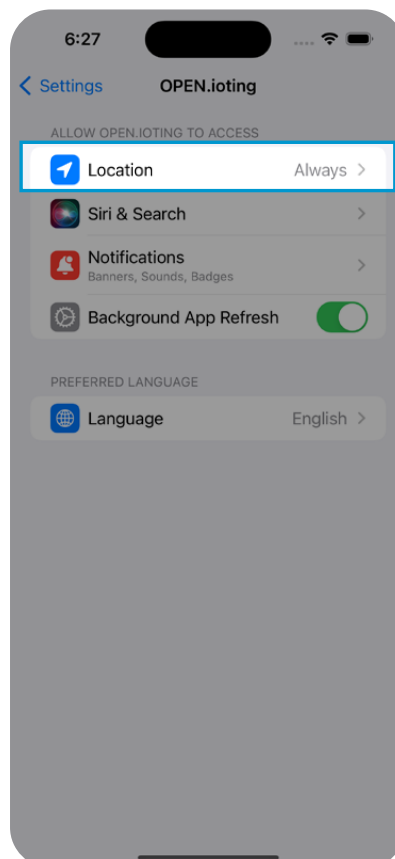 6:27
Settings
OPEN.ioting
ALLOW OPEN.IOTING TO ACCESS
Location Always
Siri & Search
Notifications
Banners, Sounds, Badges
Background App Refresh
PREFERRED LANGUAGE
Language English